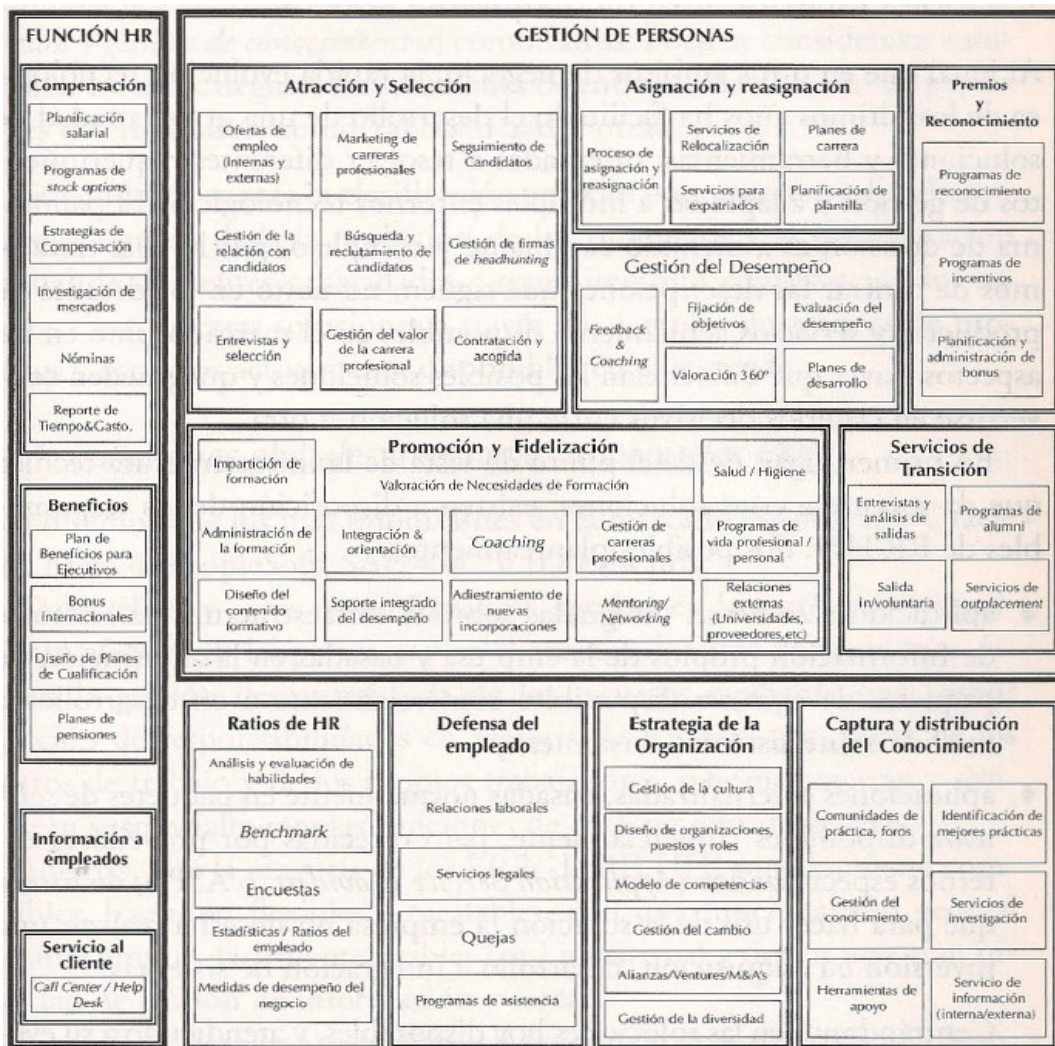 FUNCIÓN HR
Compensación
Planificación
salarial
Programas de
stock options
Estrategias de
Compensación
Investigación de
mercados
Nóminas
Reporte de
Tiempo&Gasto.
Beneficios
Plan de
Beneficios para
Ejecutivos
Bonus
Internacionales
Diseño de Planes
de Cualificación
Planes de
pensiones
Información a
empleados
Servicio al
cliente
Call Center / Help
Desk
GESTIÓN DE PERSONAS
Atracción y Selección
Ofertas de
empleo
(Internas y
externas)
Marketing de
carreras
profesionales
Seguimiento de
Candidatos
Gestión de la
relación con
candidatos
Búsqueda y
reclutamiento de
candidatos
Gestión de firmas
de headhunting
Entrevistas y
selección
Gestión del valor
de la carrera
profesional
Contratación y
acogida
Asignación y reasignación
Proceso de
asignación y
reasignación
Servicios de
Relocalización
Planes de
carrera
Servicios para
expatriados
Planificación de
plantilla
Gestión del Desempeño
Feedback
&
Coaching
Fijación de
objetivos
Evaluación del
desempeño
Valoración 3.60º
Planes de
desarrollo
Premios
y
Reconocimiento
Programas de
reconocimiento
Programas de
incentivos
Planificación y
administración de
bonus
Promoción y Fidelización
Impartición de
formación
Valoración de Necesidades de Formación
Salud / Higiene
Administración de
la formación
Integración &
orientación
Coaching
Gestión de
carreras
profesionales
Programas de
vida profesional /
personal
Diseño del
contenido
formativo
Soporte integrado
del desempeño
Adiestramiento de
nuevas
incorporaciones
Mentoring/
Networking
Relaciones
externas
(Universidades,
proveedores,etc)
Servicios de
Transición
Entrevistas y
análisis de
salidas
Programas de
alumni
Salida
in/voluntaria
Servicios de
outplacement
Ratios de HR
Análisis y evaluación de
habilidades
Benchmark
Encuestas
Estadísticas / Ratios del
empleado
Medidas de desempeño del
negocio
Defensa del
empleado
Relaciones laborales
Servicios legales
Quejas
Programas de asistencia
Estrategia de la
Organización
Gestión de la cultura
Diseño de organizaciones,
puestos y roles
Modelo de competencias
Gestión del cambio
Alianzas/Ventures/M&A's
Gestión de la diversidad
Captura y distribución
del Conocimiento
Comunidades de
práctica, foros
Identificación de
mejores prácticas
Gestión del
conocimiento
Servicios de
investigación
Herramientas de
apoyo
Servicio de
información
(interna/externa)